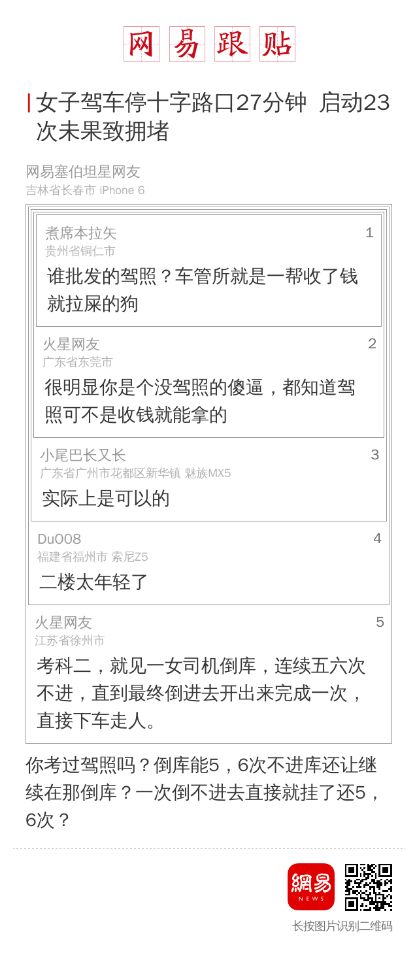 网易跟贴
女子驾车停十字路口27分钟 启动23
次未果致拥堵
网易塞伯坦星网友
吉林省长春市 iPhone 6
煮席本拉矢 1
贵州省铜仁市
谁批发的驾照？车管所就是一帮收了钱
就拉屎的狗
火星网友 2
广东省东莞市
很明显你是个没驾照的傻逼，都知道驾
照可不是收钱就能拿的
小尾巴长又长 3
广东省广州市花都区新华镇 魅族MX5
实际上是可以的
Du008 4
福建省福州市 索尼Z5
二楼太年轻了
火星网友 5
江苏省徐州市
考科二，就见一女司机倒库，连续五六次
不进，直到最终倒进去开出来完成一次，
直接下车走人。
你考过驾照吗？倒库能5，6次不进库还让继
续在那倒库？一次倒不进去直接就挂了还5，
6次？
網易
NEWS
长按图片识别二维码